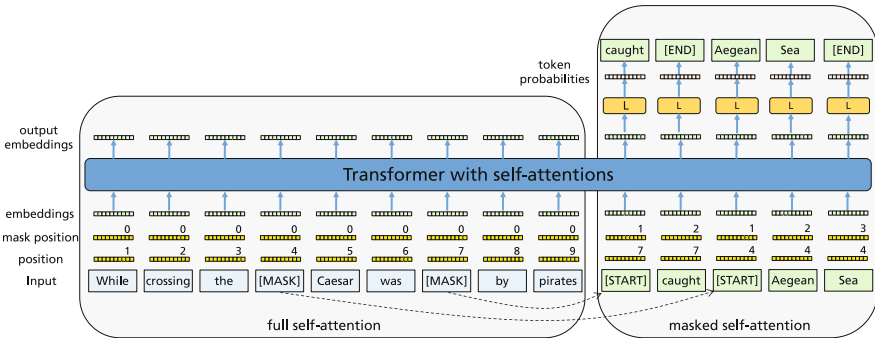 caught [END] Aegean Sea [END]
token
probabilities
L L L L L
output
embeddings
Transformer with self-attentions
embeddings
mask position 0 0 0 0 0 0 0 0 0 1 2 1 2 3
position 1 2 3 4 5 6 7 8 9 7 7 4 4 4
Input While crossing the [MASK] Caesar was [MASK] by pirates [START] caught [START] Aegean Sea
full self-attention masked self-attention